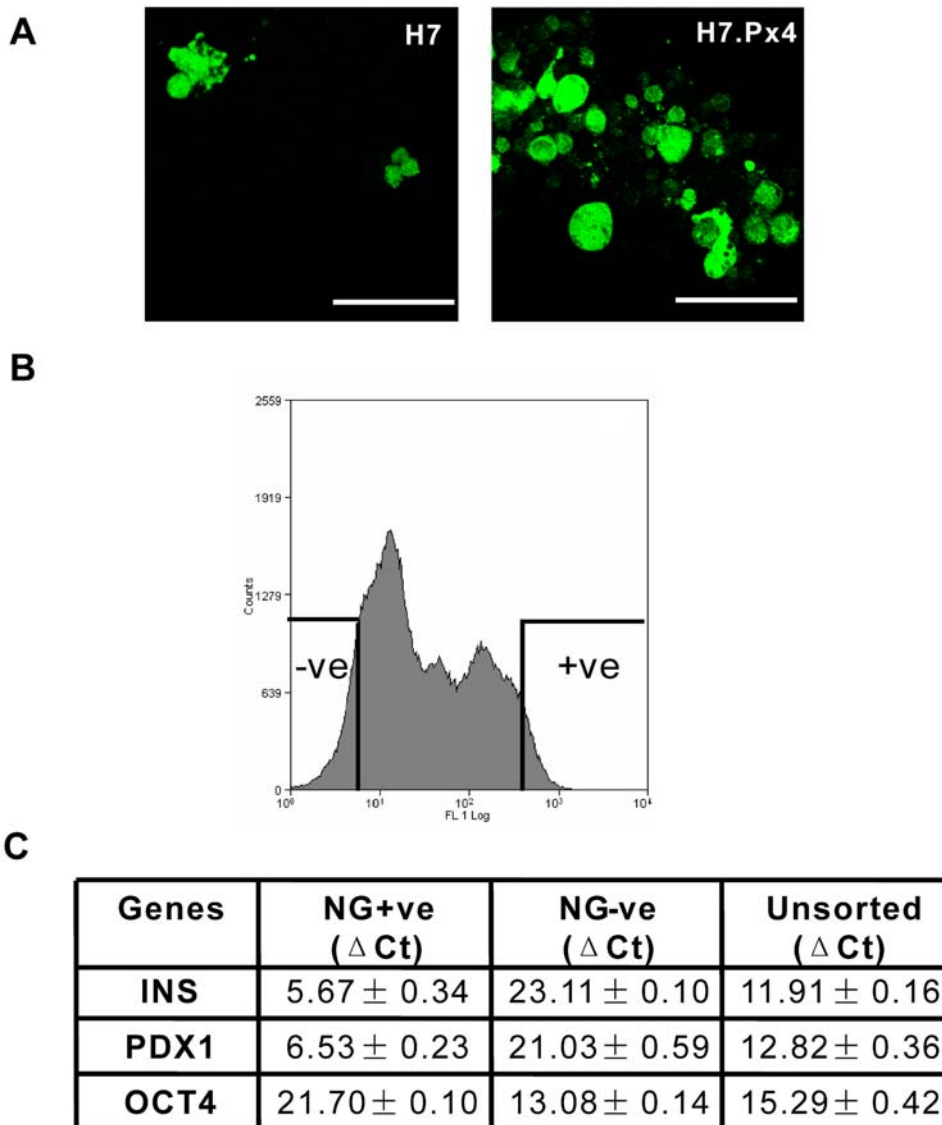 A
H7
H7.Px4
B
2559
1919
1279
639
0
Counts
-ve
+ve
10⁰ 10¹ 10² 10³ 10⁴
FL 1 Log
C
Genes NG+ve (Δ Ct) NG-ve (Δ Ct) Unsorted (Δ Ct)
INS 5.67 ± 0.34 23.11 ± 0.10 11.91 ± 0.16
PDX1 6.53 ± 0.23 21.03 ± 0.59 12.82 ± 0.36
OCT4 21.70 ± 0.10 13.08 ± 0.14 15.29 ± 0.42